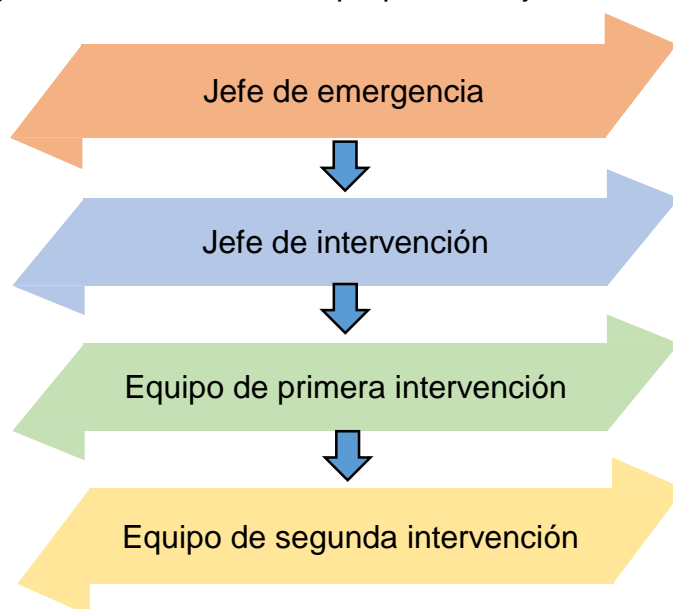 Jefe de emergencia
Jefe de intervención
Equipo de primera intervención
Equipo de segunda intervención